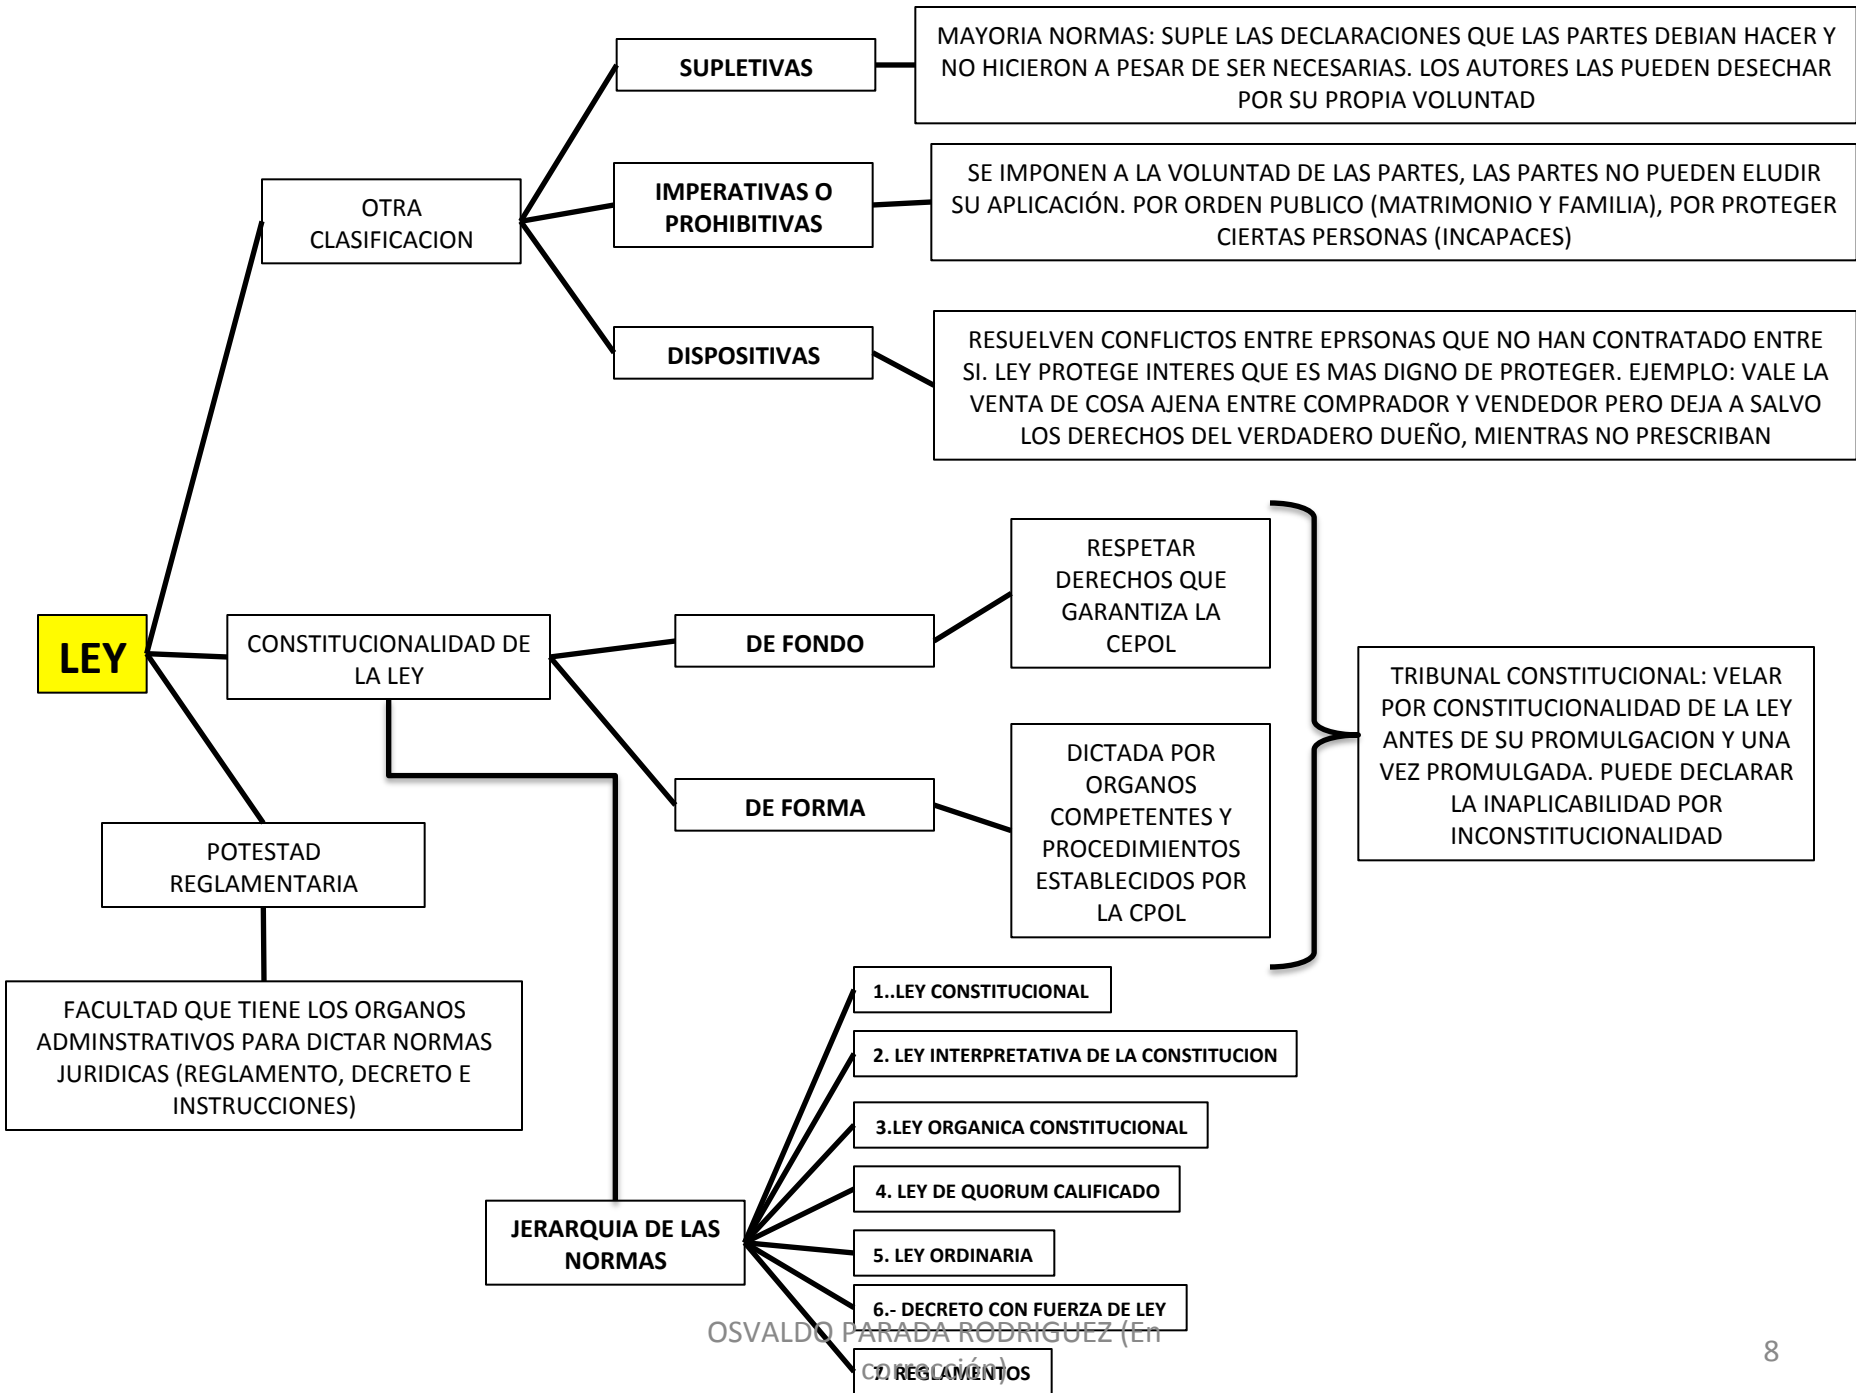 SUPLETIVAS
MAYORIA NORMAS: SUPLE LAS DECLARACIONES QUE LAS PARTES DEBIAN HACER Y
NO HICIERON A PESAR DE SER NECESARIAS. LOS AUTORES LAS PUEDEN DESECHAR
POR SU PROPIA VOLUNTAD
OTRA
CLASIFICACION
IMPERATIVAS O
PROHIBITIVAS
SE IMPONEN A LA VOLUNTAD DE LAS PARTES, LAS PARTES NO PUEDEN ELUDIR
SU APLICACIÓN. POR ORDEN PUBLICO (MATRIMONIO Y FAMILIA), POR PROTEGER
CIERTAS PERSONAS (INCAPACES)
DISPOSITIVAS
RESUELVEN CONFLICTOS ENTRE EPRSONAS QUE NO HAN CONTRATADO ENTRE
SI. LEY PROTEGE INTERES QUE ES MAS DIGNO DE PROTEGER. EJEMPLO: VALE LA
VENTA DE COSA AJENA ENTRE COMPRADOR Y VENDEDOR PERO DEJA A SALVO
LOS DERECHOS DEL VERDADERO DUEÑO, MIENTRAS NO PRESCRIBAN
LEY
CONSTITUCIONALIDAD DE
LA LEY
DE FONDO
RESPETAR
DERECHOS QUE
GARANTIZA LA
CEPOL
DE FORMA
DICTADA POR
ORGANOS
COMPETENTES Y
PROCEDIMIENTOS
ESTABLECIDOS POR
LA CPOL
TRIBUNAL CONSTITUCIONAL: VELAR
POR CONSTITUCIONALIDAD DE LA LEY
ANTES DE SU PROMULGACION Y UNA
VEZ PROMULGADA. PUEDE DECLARAR
LA INAPLICABILIDAD POR
INCONSTITUCIONALIDAD
POTESTAD
REGLAMENTARIA
FACULTAD QUE TIENE LOS ORGANOS
ADMINSTRATIVOS PARA DICTAR NORMAS
JURIDICAS (REGLAMENTO, DECRETO E
INSTRUCCIONES)
JERARQUIA DE LAS
NORMAS
1..LEY CONSTITUCIONAL
2. LEY INTERPRETATIVA DE LA CONSTITUCION
3.LEY ORGANICA CONSTITUCIONAL
4. LEY DE QUORUM CALIFICADO
5. LEY ORDINARIA
6.- DECRETO CON FUERZA DE LEY
7. REGLAMENTOS
OSVALDO PARADA RODRIGUEZ (En
corrección)
8